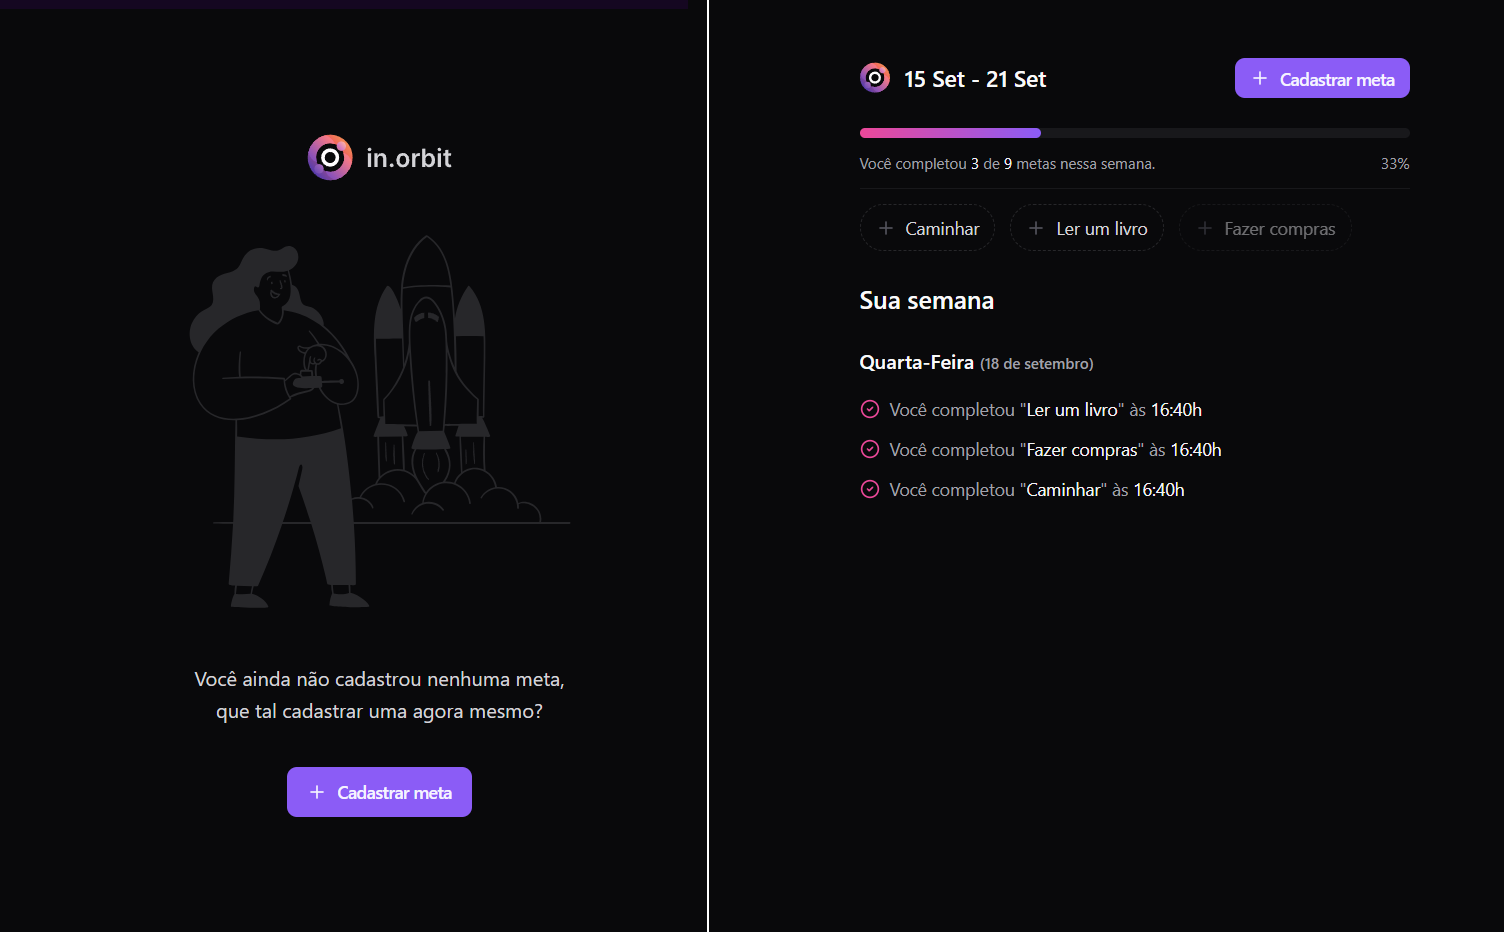 in.orbit
Você ainda não cadastrou nenhuma meta,
que tal cadastrar uma agora mesmo?
Cadastrar meta
15 Set - 21 Set
Cadastrar meta
Você completou 3 de 9 metas nessa semana.
33%
Caminhar
Ler um livro
Fazer compras
Sua semana
Quarta-Feira (18 de setembro)
Você completou "Ler um livro" às 16:40h
Você completou "Fazer compras" às 16:40h
Você completou "Caminhar" às 16:40h